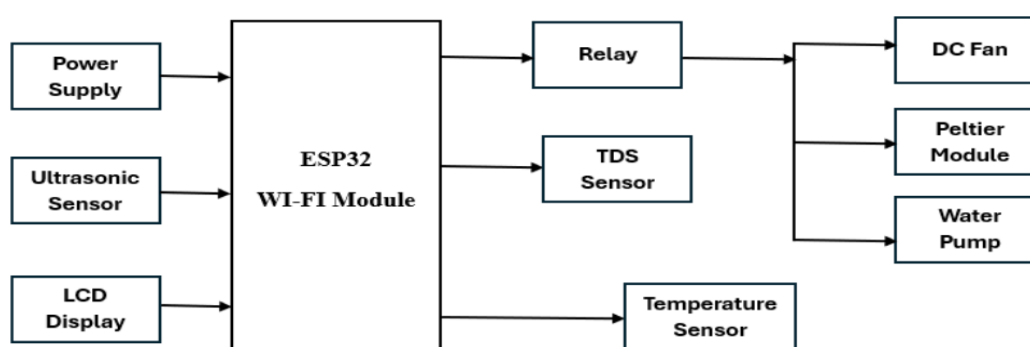 Power
Supply
Ultrasonic
Sensor
LCD
Display
ESP32
WI-FI Module
Relay
TDS
Sensor
Temperature
Sensor
DC Fan
Peltier
Module
Water
Pump